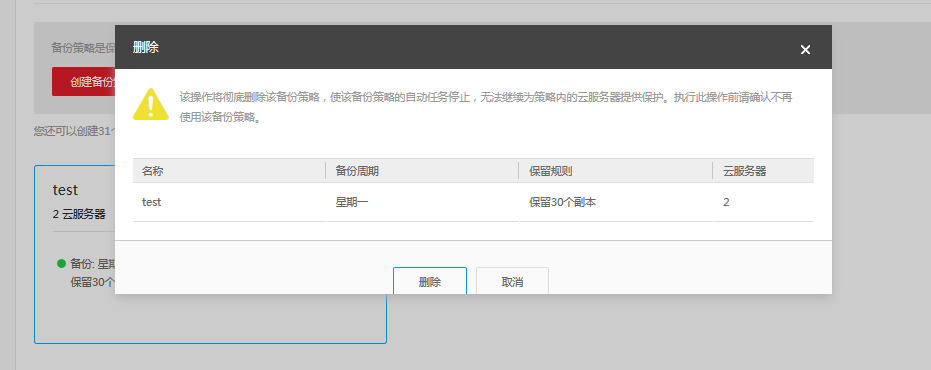 备份策略是保
创建备份
您还可以创建31个
test
2 云服务器
备份: 星期
保留30个
删除
该操作将彻底删除该备份策略，使该备份策略的自动任务停止，无法继续为策略内的云服务器提供保护。执行此操作前请确认不再
使用该备份策略。
名称 备份周期 保留规则 云服务器
test 星期一 保留30个副本 2
删除 取消